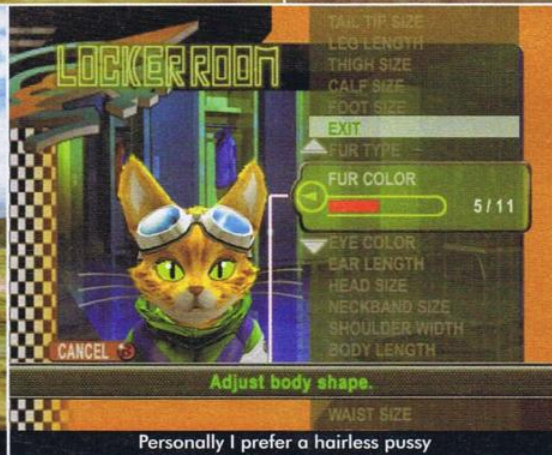 LOCKER ROOM
TAIL TIP SIZE
LEG LENGTH
THIGH SIZE
CALF SIZE
FOOT SIZE
EXIT
FUR TYPE
FUR COLOR
5/11
EYE COLOR
EAR LENGTH
HEAD SIZE
NECKBAND SIZE
SHOULDER WIDTH
BODY LENGTH
CANCEL B
Adjust body shape.
WAIST SIZE
Personally I prefer a hairless pussy